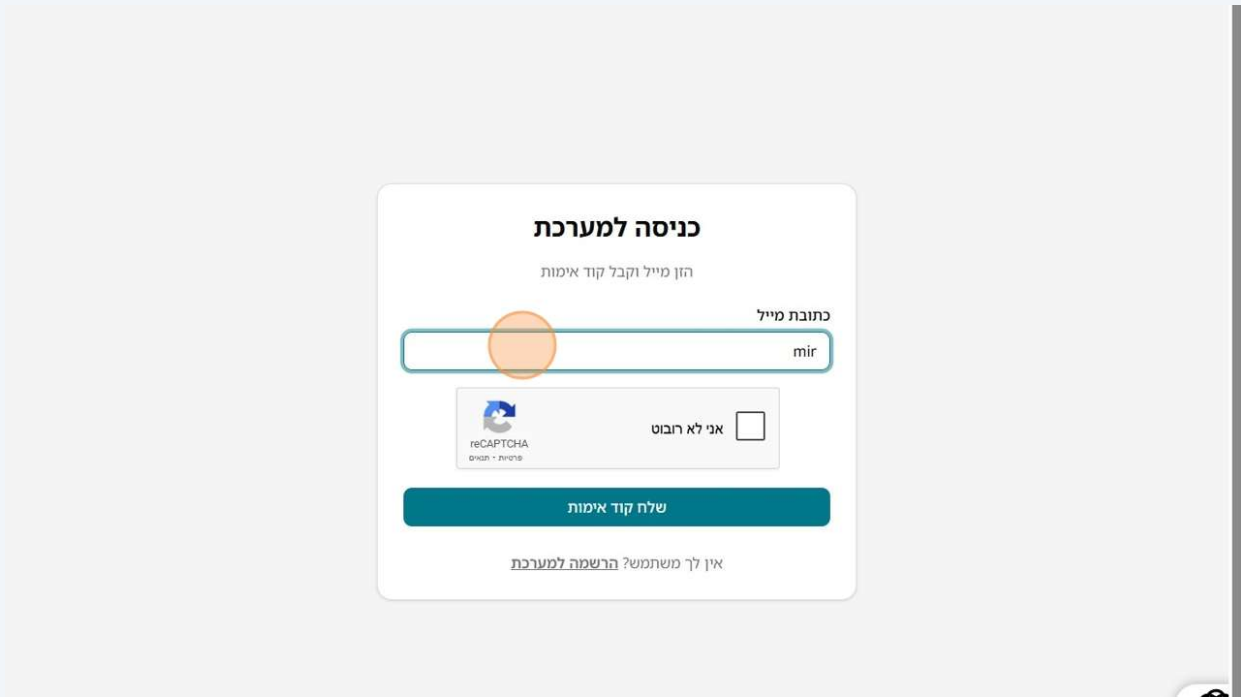 כניסה למערכת
הזן מייל וקבל קוד אימות
כתובת מייל
mir
אני לא רובוט
reCAPTCHA
פרטיות - תנאים
שלח קוד אימות
אין לך משתמש? הרשמה למערכת